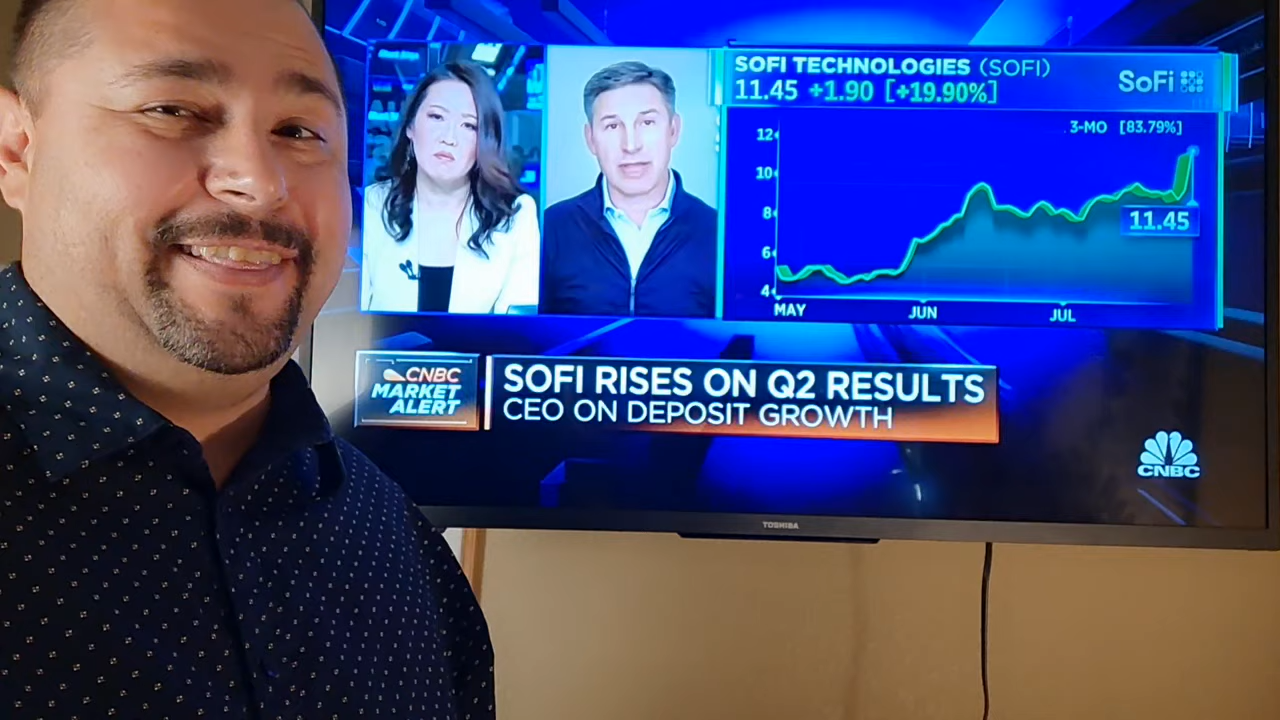 SOFI TECHNOLOGIES (SOFI)
11.45 +1.90 [+19.90%]
SoFi
3-MO [83.79%]
12
10
8
6
4
11.45
MAY JUN JUL
CNBC
MARKET
ALERT
SOFI RISES ON Q2 RESULTS
CEO ON DEPOSIT GROWTH
CNBC
TOSHIBA